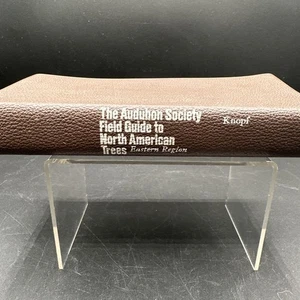 The Audubon Society
Field Guide to
North American
Trees Eastern Region
Knopf